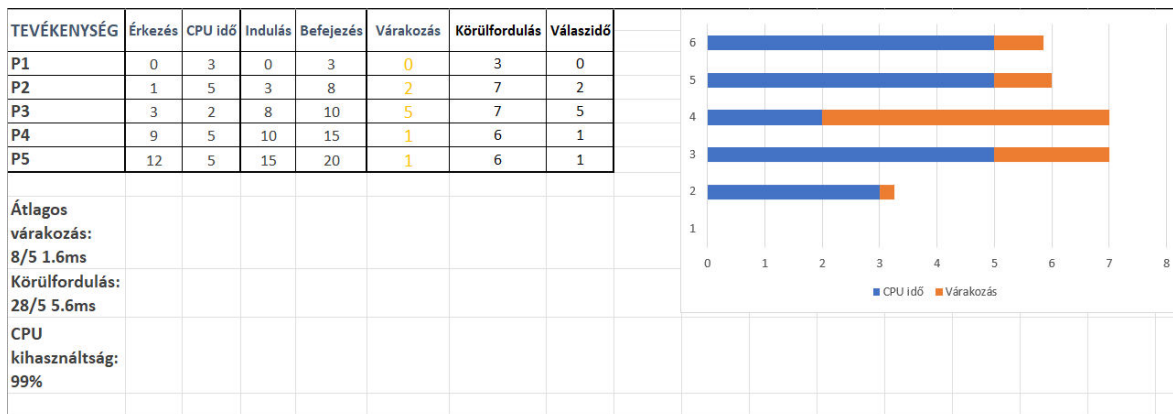 TEVÉKENYSÉG Érkezés CPU idő Indulás Befejezés Várakozás Körülfordulás Válaszidő
P1 0 3 0 3 0 3 0
P2 1 5 3 8 2 7 2
P3 3 2 8 10 5 7 5
P4 9 5 10 15 1 6 1
P5 12 5 15 20 1 6 1
Átlagos
várakozás:
8/5 1.6ms
Körülfordulás:
28/5 5.6ms
CPU
kihasználtság:
99%
6
5
4
3
2
1
0 1 2 3 4 5 6 7 8
CPU idő Várakozás